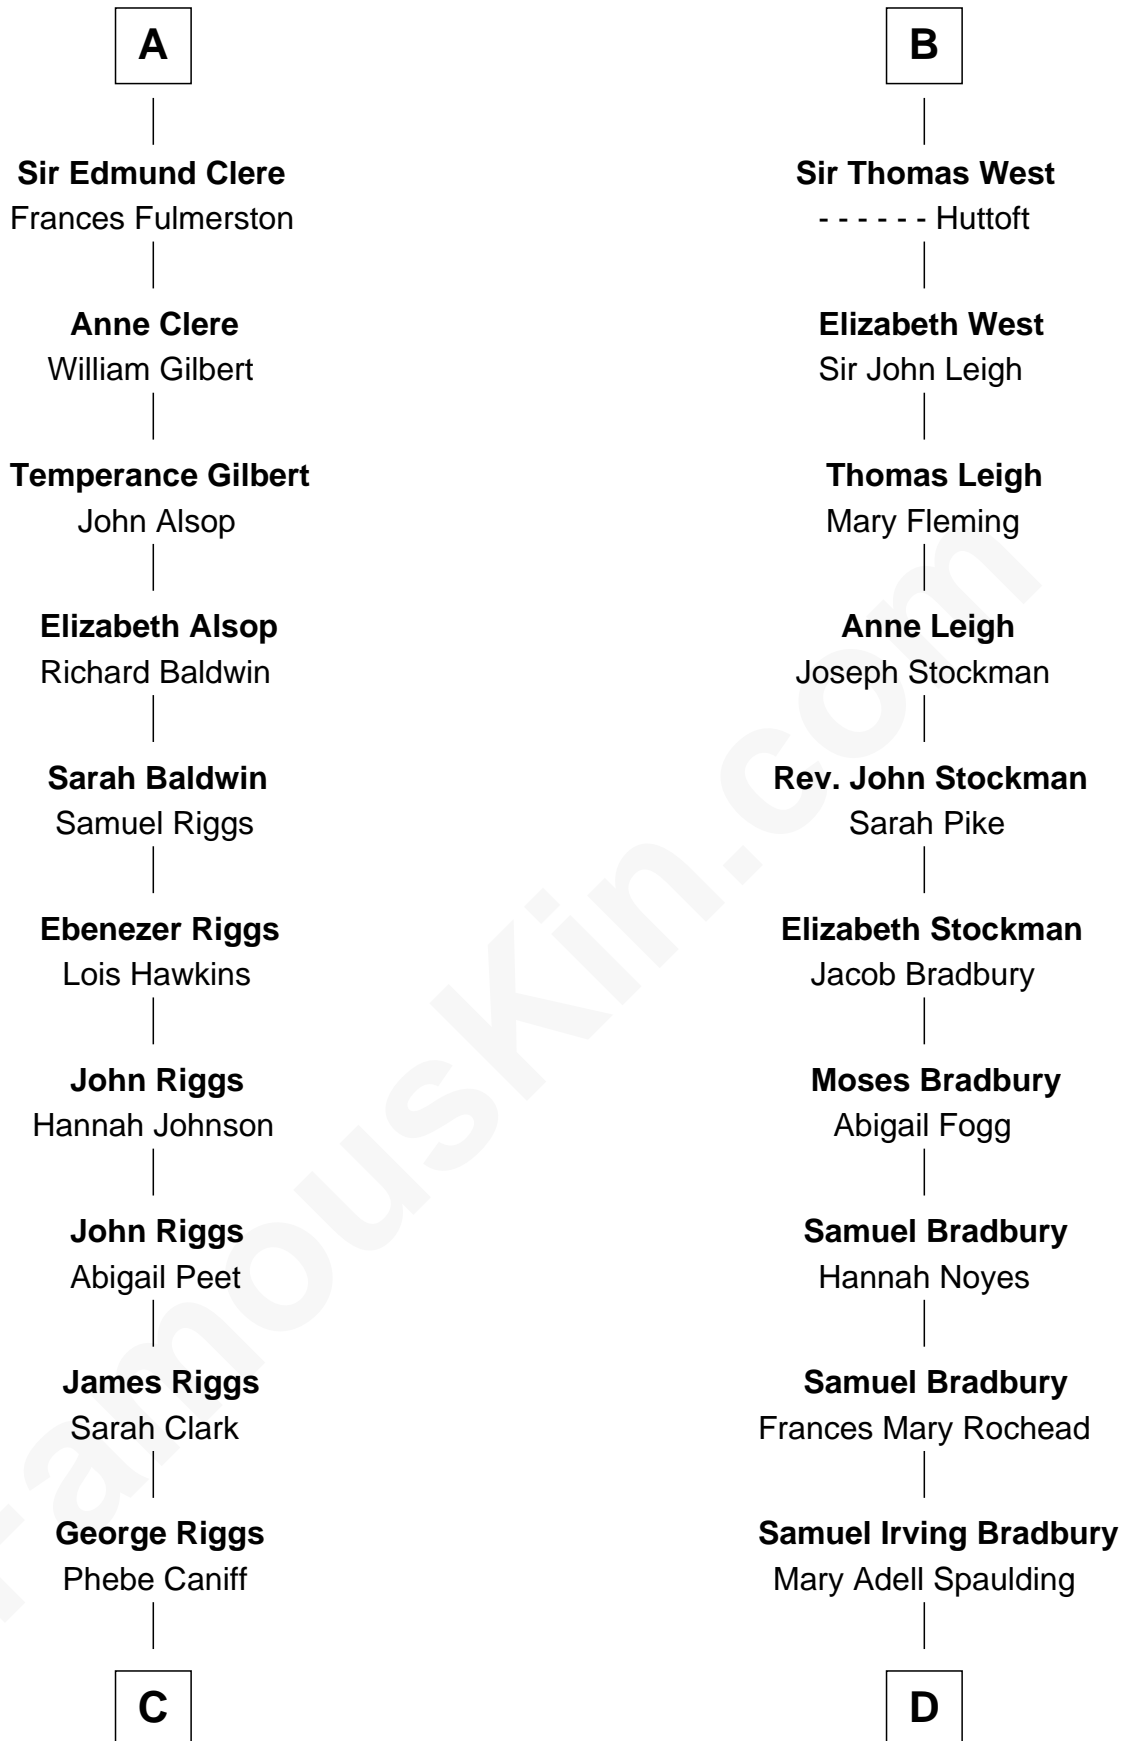 A
Sir Edmund Clere
Frances Fulmerston
Anne Clere
William Gilbert
Temperance Gilbert
John Alsop
Elizabeth Alsop
Richard Baldwin
Sarah Baldwin
Samuel Riggs
Ebenezer Riggs
Lois Hawkins
John Riggs
Hannah Johnson
John Riggs
Abigail Peet
James Riggs
Sarah Clark
George Riggs
Phebe Caniff
C
B
Sir Thomas West
- - - - - - Huttoft
Elizabeth West
Sir John Leigh
Thomas Leigh
Mary Fleming
Anne Leigh
Joseph Stockman
Rev. John Stockman
Sarah Pike
Elizabeth Stockman
Jacob Bradbury
Moses Bradbury
Abigail Fogg
Samuel Bradbury
Hannah Noyes
Samuel Bradbury
Frances Mary Rochead
Samuel Irving Bradbury
Mary Adell Spaulding
D
FamousKin.com